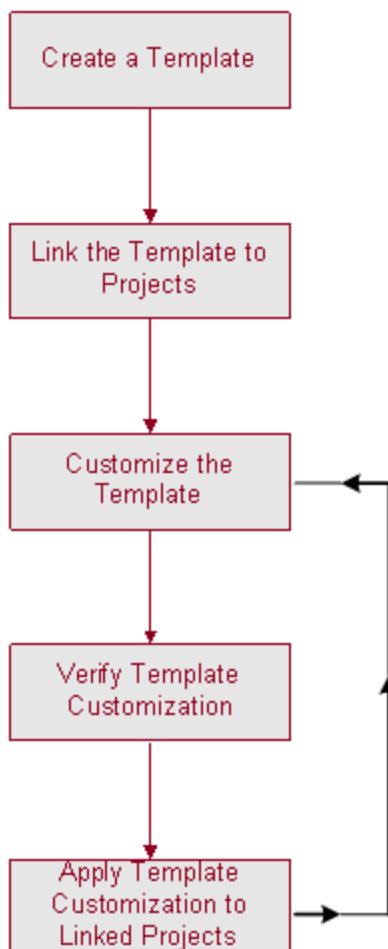 Create a Template
Link the Template to
Projects
Customize the
Template
Verify Template
Customization
Apply Template
Customization to
Linked Projects